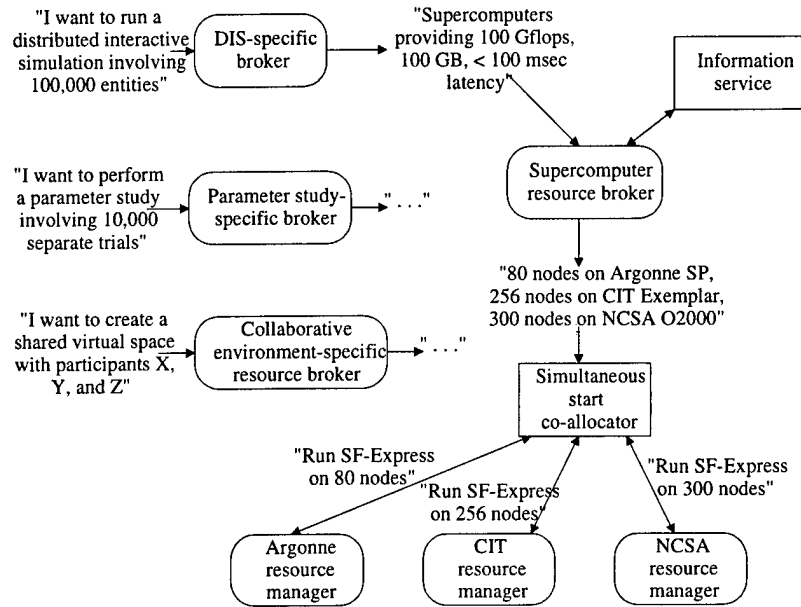 "I want to run a
distributed interactive
simulation involving
100,000 entities"
DIS-specific
broker
"Supercomputers
providing 100 Gflops,
100 GB, < 100 msec
latency"
Information
service
"I want to perform
a parameter study
involving 10,000
separate trials"
Parameter study-
specific broker
" . . . "
Supercomputer
resource broker
"80 nodes on Argonne SP,
256 nodes on CIT Exemplar,
300 nodes on NCSA O2000"
"I want to create a
shared virtual space
with participants X,
Y, and Z"
Collaborative
environment-specific
resource broker
" . . . "
Simultaneous
start
co-allocator
"Run SF-Express
on 80 nodes"
"Run SF-Express
on 256 nodes"
"Run SF-Express
on 300 nodes"
Argonne
resource
manager
CIT
resource
manager
NCSA
resource
manager